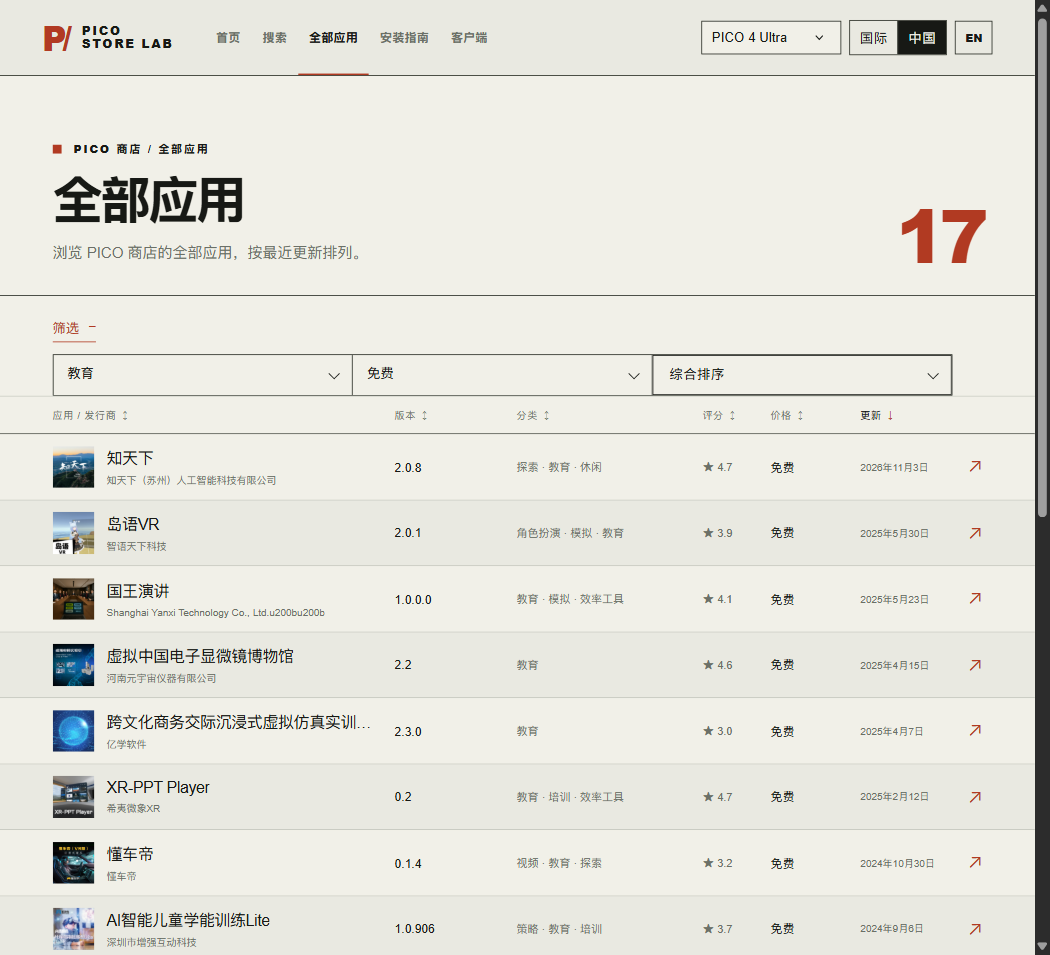 PICO
STORE LAB
首页 搜索 全部应用 安装指南 客户端
PICO 4 Ultra
国际 中国
EN
PICO 商店 / 全部应用
全部应用
17
浏览 PICO 商店的全部应用，按最近更新排列。
筛选 −
教育 免费 综合排序
应用 / 发行商 版本 分类 评分 价格 更新 ↓
知天下
知天下（苏州）人工智能科技有限公司
2.0.8 探索 · 教育 · 休闲 ★ 4.7 免费 2026年11月3日
岛语VR
智语天下科技
2.0.1 角色扮演 · 模拟 · 教育 ★ 3.9 免费 2025年5月30日
国王演讲
Shanghai Yanxi Technology Co., Ltd.u200bu200b
1.0.0.0 教育 · 模拟 · 效率工具 ★ 4.1 免费 2025年5月23日
虚拟中国电子显微镜博物馆
河南元宇宙仪器有限公司
2.2 教育 ★ 4.6 免费 2025年4月15日
跨文化商务交际沉浸式虚拟仿真实训...
亿学软件
2.3.0 教育 ★ 3.0 免费 2025年4月7日
XR-PPT Player
XR-PPT Player
希夷微象XR
0.2 教育 · 培训 · 效率工具 ★ 4.7 免费 2025年2月12日
懂车帝
懂车帝
0.1.4 视频 · 教育 · 探索 ★ 3.2 免费 2024年10月30日
AI智能儿童学能训练Lite
深圳市增强互动科技
1.0.906 策略 · 教育 · 培训 ★ 3.7 免费 2024年9月6日